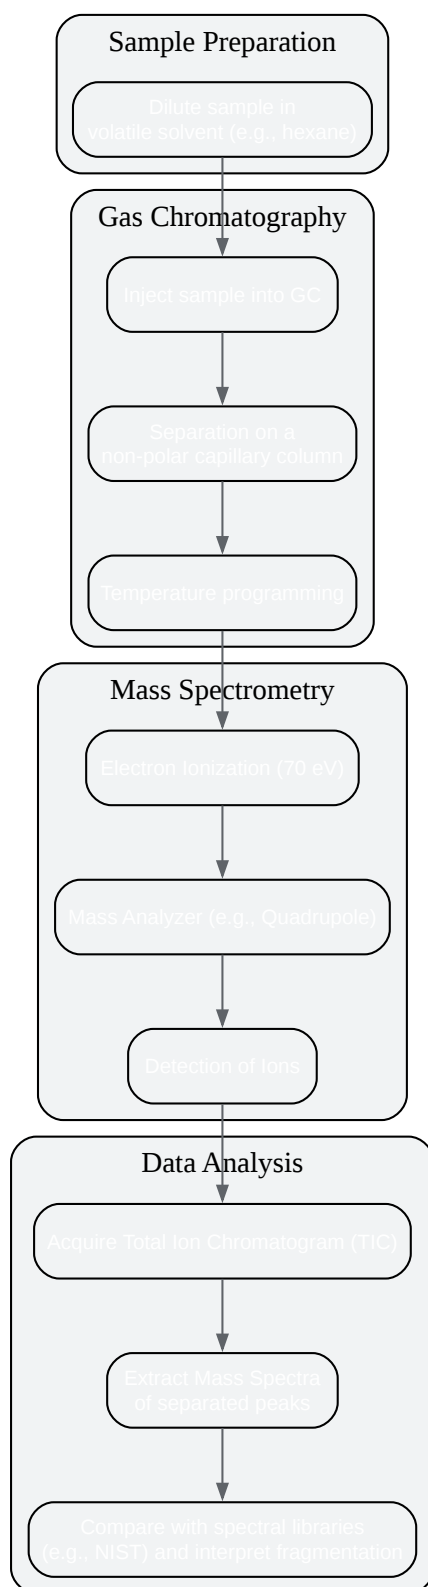 Sample Preparation
Dilute sample in
volatile solvent (e.g., hexane)
Gas Chromatography
Inject sample into GC
Separation on a
non-polar capillary column
Temperature programming
Mass Spectrometry
Electron Ionization (70 eV)
Mass Analyzer (e.g., Quadrupole)
Detection of Ions
Data Analysis
Acquire Total Ion Chromatogram (TIC)
Extract Mass Spectra
of separated peaks
Compare with spectral libraries
(e.g., NIST) and interpret fragmentation